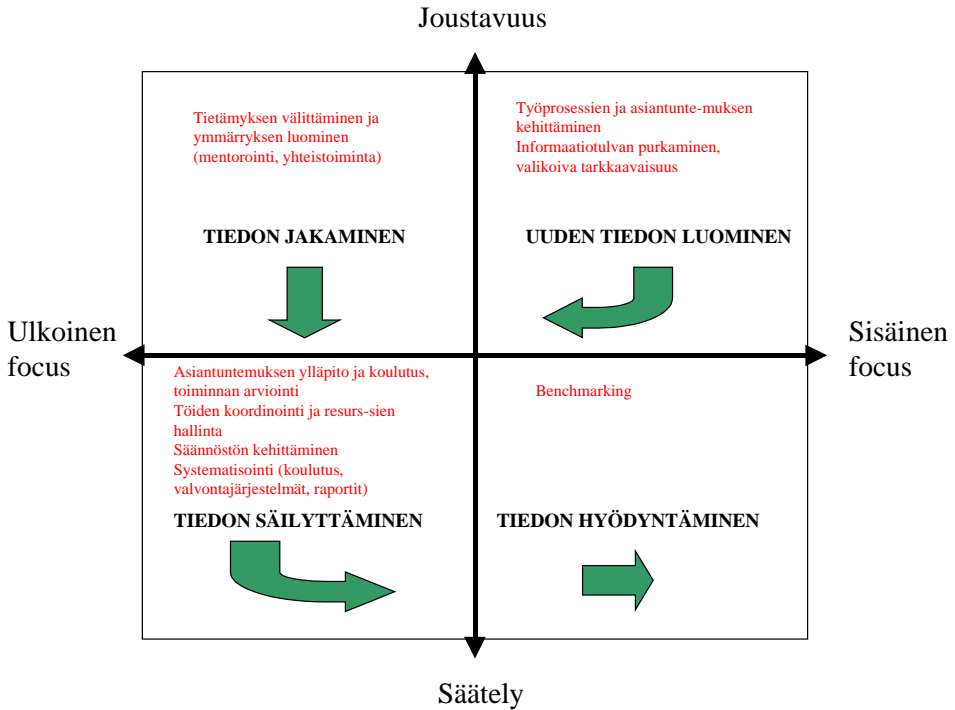 Joustavuus
Tietämyksen välittäminen ja
ymmärryksen luominen
(mentorointi, yhteistoiminta)
Työprosessien ja asiantunte-muksen
kehittäminen
Informaatiotulvan purkaminen,
valikoiva tarkkaavaisuus
TIEDON JAKAMINEN
UUDEN TIEDON LUOMINEN
Ulkoinen
focus
Sisäinen
focus
Asiantuntemuksen ylläpito ja koulutus,
toiminnan arviointi
Töiden koordinointi ja resurs-sien
hallinta
Säännöstön kehittäminen
Systematisointi (koulutus,
valvontajärjestelmät, raportit)
Benchmarking
TIEDON SÄILYTTÄMINEN
TIEDON HYÖDYNTÄMINEN
Säätely